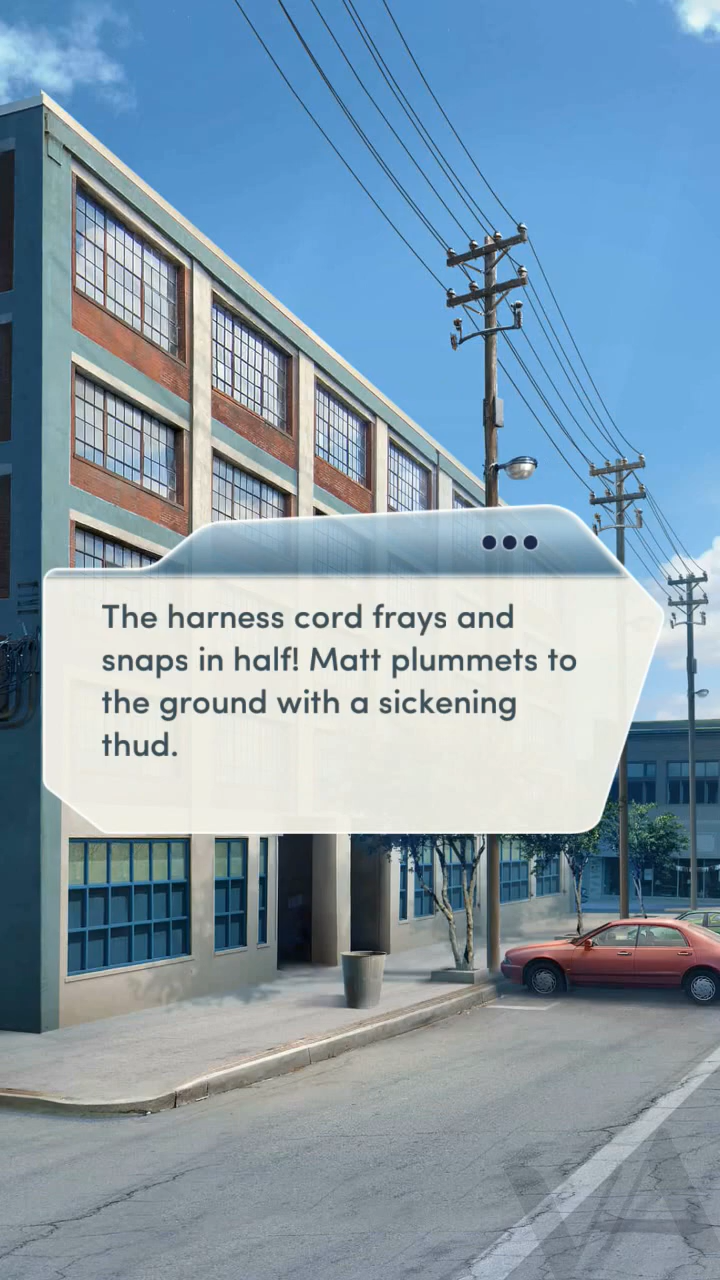 The harness cord frays and
snaps in half! Matt plummets to
the ground with a sickening
thud.